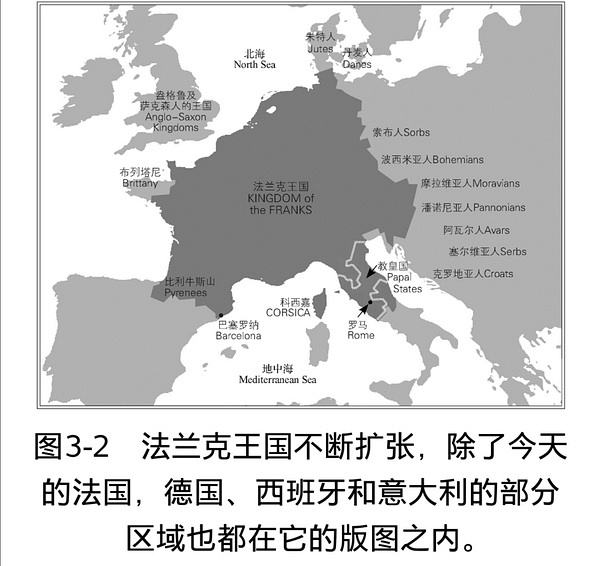 朱特人
Jutes
丹麦人
Danes
北海
North Sea
盎格鲁及
萨克森人的王国
Anglo-Saxon
Kingdoms
索布人Sorbs
波西米亚人Bohemians
布列塔尼
Brittany
摩拉维亚人Moravians
法兰克王国
KINGDOM of
the FRANKS
潘诺尼亚人Pannonians
阿瓦尔人Avars
塞尔维亚人Serbs
教皇国
Papal
States
克罗地亚人Croats
比利牛斯山
Pyrenees
科西嘉
CORSICA
巴塞罗纳
Barcelona
罗马
Rome
地中海
Mediterranean Sea
图3-2 法兰克王国不断扩张，除了今天
的法国，德国、西班牙和意大利的部分
区域也都在它的版图之内。